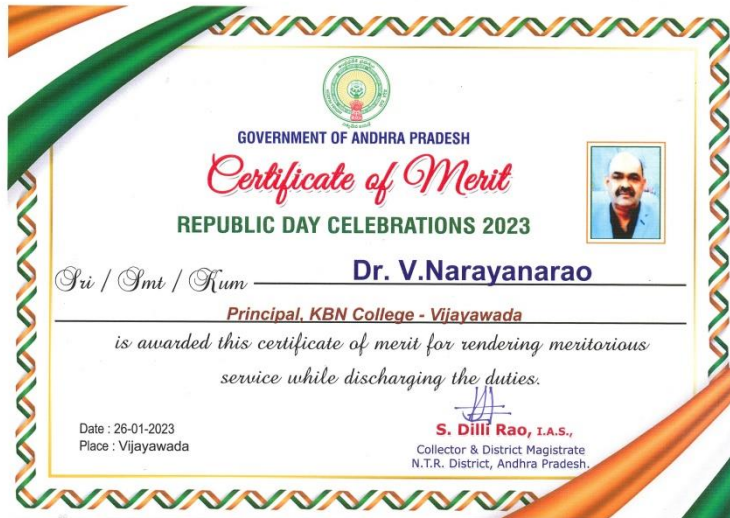 GOVERNMENT OF ANDHRA PRADESH
Certificate of Merit
REPUBLIC DAY CELEBRATIONS 2023
Sri / Smt / Kum Dr. V.Narayanarao
Principal, KBN College - Vijayawada
is awarded this certificate of merit for rendering meritorious
service while discharging the duties.
Date : 26-01-2023
Place : Vijayawada
S. Dilli Rao, I.A.S.,
Collector & District Magistrate
N.T.R. District, Andhra Pradesh.